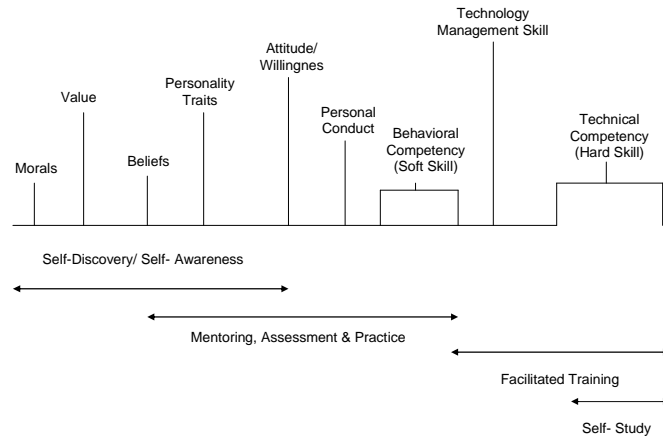 Technology
Management Skill
Attitude/
Willingnes
Personality
Traits
Value
Personal
Conduct
Technical
Competency
(Hard Skill)
Behavioral
Competency
(Soft Skill)
Beliefs
Morals
Self-Discovery/ Self- Awareness
Mentoring, Assessment & Practice
Facilitated Training
Self- Study